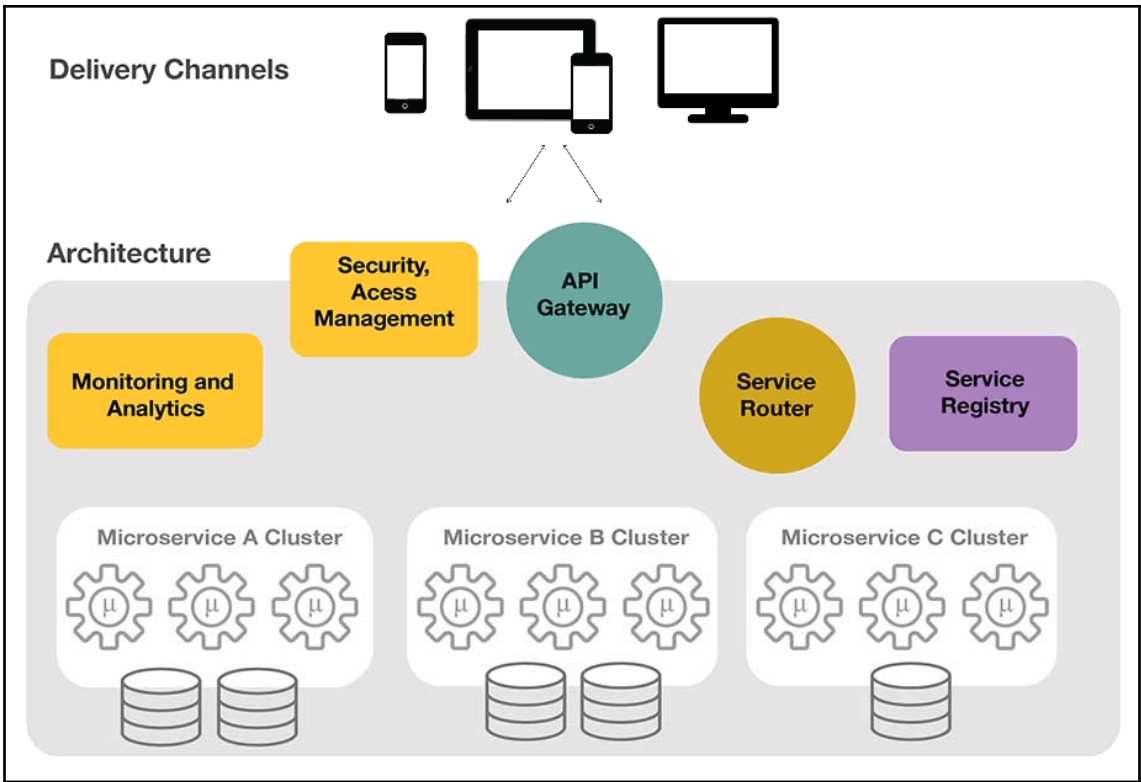 Delivery Channels
Architecture
Security,
Acess
Management
API
Gateway
Monitoring and
Analytics
Service
Router
Service
Registry
Microservice A Cluster
μ
μ
μ
Microservice B Cluster
μ
μ
μ
Microservice C Cluster
μ
μ
μ